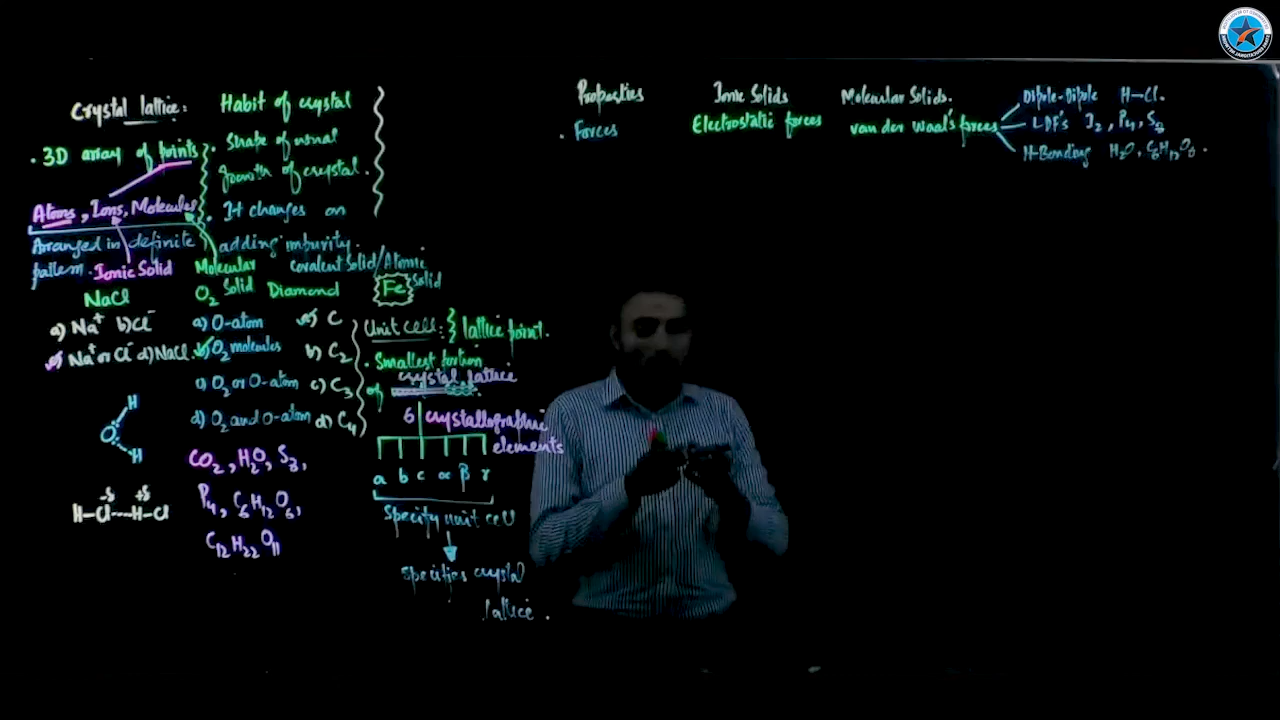 Crystal lattice:
. 3D array of points
Atoms, Ions, Molecules
Arranged in definite
pattern. Ionic Solid
NaCl
a) Na+ b) Cl-
c) Na+ or Cl- d) NaCl
H
O
H
-δ +δ
H-Cl----H-Cl
Habit of crystal
. Shape of
growth of crystal.
. It changes on
adding impurity.
Molecular
Solid
O2
a) O-atom
b) O2 molecules
c) O2 or O-atom
d) O2 and O-atom
CO2, H2O, S8,
P4, C6H12O6,
C12H22O11
covalent Solid/Atomic
Solid
Diamond
Fe
a) C
b) C2
c) C3
d) C4
Unit cell: lattice point.
. Smallest portion
of crystal lattice
6 crystallographic
elements
a b c α β γ
Specify unit cell
specifies crystal
lattice.
Properties Ionic Solids Molecular Solids.
. Forces Electrostatic forces van der Waal's forces
Dipole-Dipole H-Cl.
LDF's I2, P4, S8
H-Bonding H2O, C6H12O6.